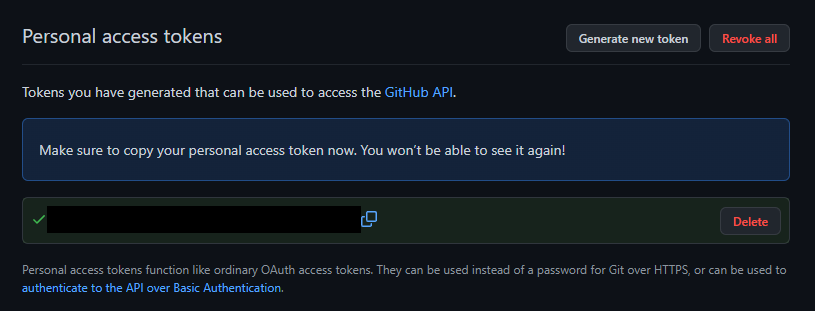 Personal access tokens
Generate new token
Revoke all
Tokens you have generated that can be used to access the GitHub API.
Make sure to copy your personal access token now. You won’t be able to see it again!
Delete
Personal access tokens function like ordinary OAuth access tokens. They can be used instead of a password for Git over HTTPS, or can be used to
authenticate to the API over Basic Authentication.